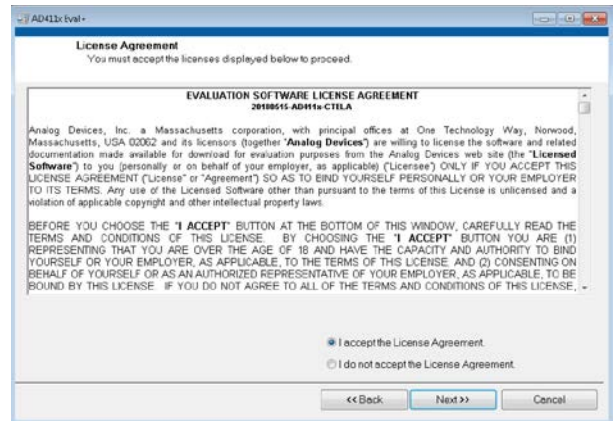 AD411x Eval+
License Agreement
You must accept the licenses displayed below to proceed.
EVALUATION SOFTWARE LICENSE AGREEMENT
20180615-AD411x-CTELA
Analog Devices, Inc. a Massachusetts corporation, with principal offices at One Technology Way, Norwood,
Massachusetts, USA 02062 and its licensors (together "Analog Devices") are willing to license the software and related
documentation made available for download for evaluation purposes from the Analog Devices web site (the "Licensed
Software") to you (personally or on behalf of your employer, as applicable) ("Licensee") ONLY IF YOU ACCEPT THIS
LICENSE AGREEMENT ("License" or "Agreement") SO AS TO BIND YOURSELF PERSONALLY OR YOUR EMPLOYER
TO ITS TERMS. Any use of the Licensed Software other than pursuant to the terms of this License is unlicensed and a
violation of applicable copyright and other intellectual property laws.
BEFORE YOU CHOOSE THE "I ACCEPT" BUTTON AT THE BOTTOM OF THIS WINDOW, CAREFULLY READ THE
TERMS AND CONDITIONS OF THIS LICENSE. BY CHOOSING THE "I ACCEPT" BUTTON YOU ARE (1)
REPRESENTING THAT YOU ARE OVER THE AGE OF 18 AND HAVE THE CAPACITY AND AUTHORITY TO BIND
YOURSELF OR YOUR EMPLOYER, AS APPLICABLE, TO THE TERMS OF THIS LICENSE, AND (2) CONSENTING ON
BEHALF OF YOURSELF OR AS AN AUTHORIZED REPRESENTATIVE OF YOUR EMPLOYER, AS APPLICABLE, TO BE
BOUND BY THIS LICENSE. IF YOU DO NOT AGREE TO ALL OF THE TERMS AND CONDITIONS OF THIS LICENSE,
I accept the License Agreement.
I do not accept the License Agreement.
<< Back Next >> Cancel